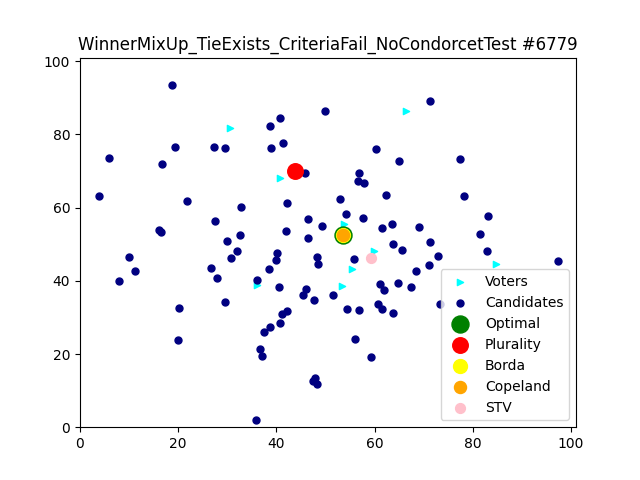 WinnerMixUp_TieExists_CriteriaFail_NoCondorcetTest #6779
100
80
60
40
20
0
0 20 40 60 80 100
Voters
Candidates
Optimal
Plurality
Borda
Copeland
STV